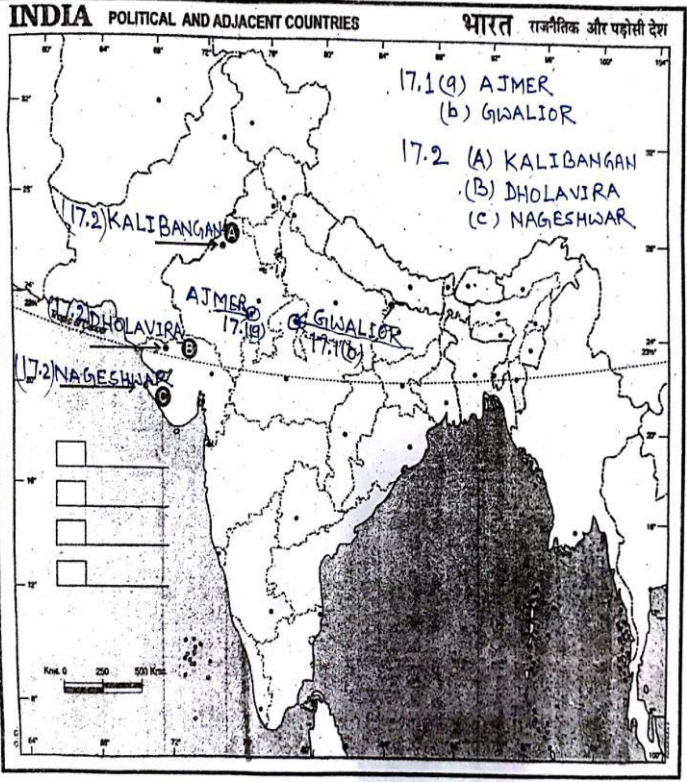 INDIA POLITICAL AND ADJACENT COUNTRIES
भारत राजनैतिक और पड़ोसी देश
17.1(a) AJMER
(b) GWALIOR
17.2 (A) KALIBANGAN
(B) DHOLAVIRA
(C) NAGESHWAR
(17.2) KALIBANGAN A
AJMER
17.1(a)
GWALIOR
17.1(b)
(17.2) DHOLAVIRA B
(17.2) NAGESHWAR
C
Kms. 0 250 500 Kms.